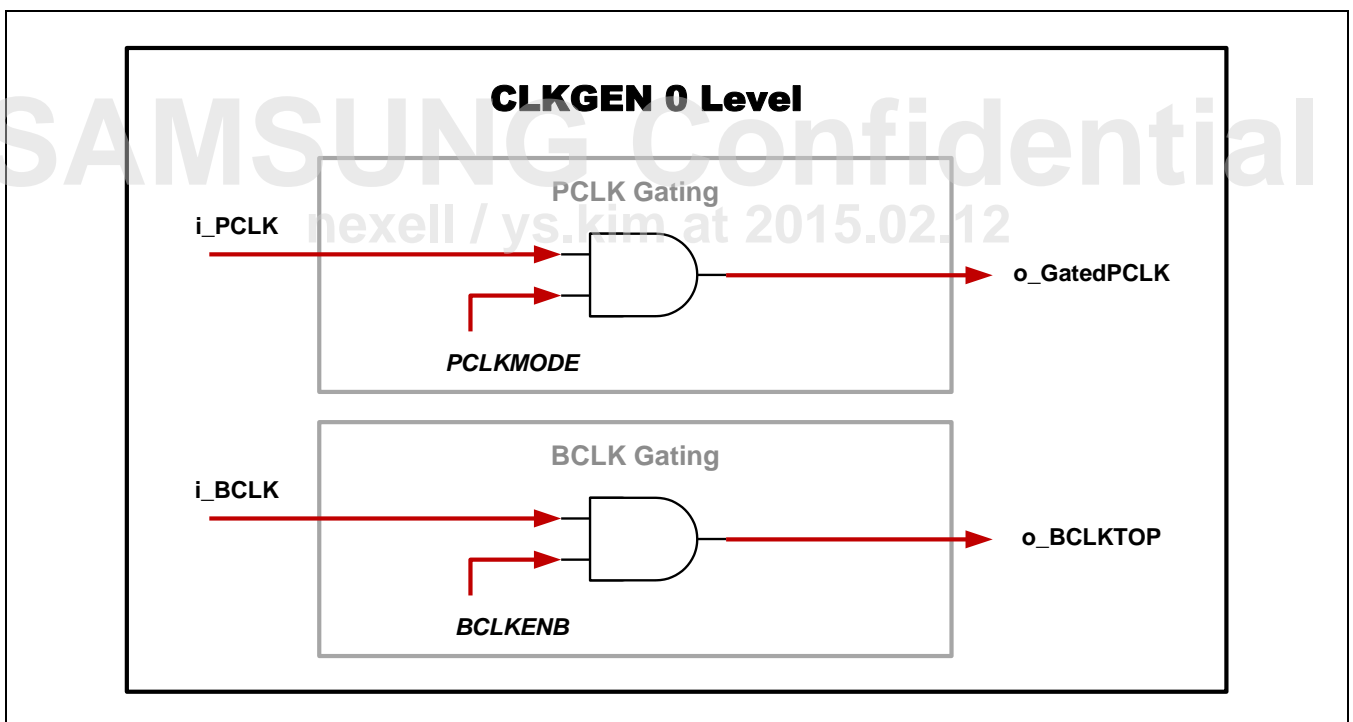 CLKGEN 0 Level
SAMSUNG Confidential
PCLK Gating
nexell / ys.kim at 2015.02.12
i_PCLK
o_GatedPCLK
PCLKMODE
BCLK Gating
i_BCLK
o_BCLKTOP
BCLKENB